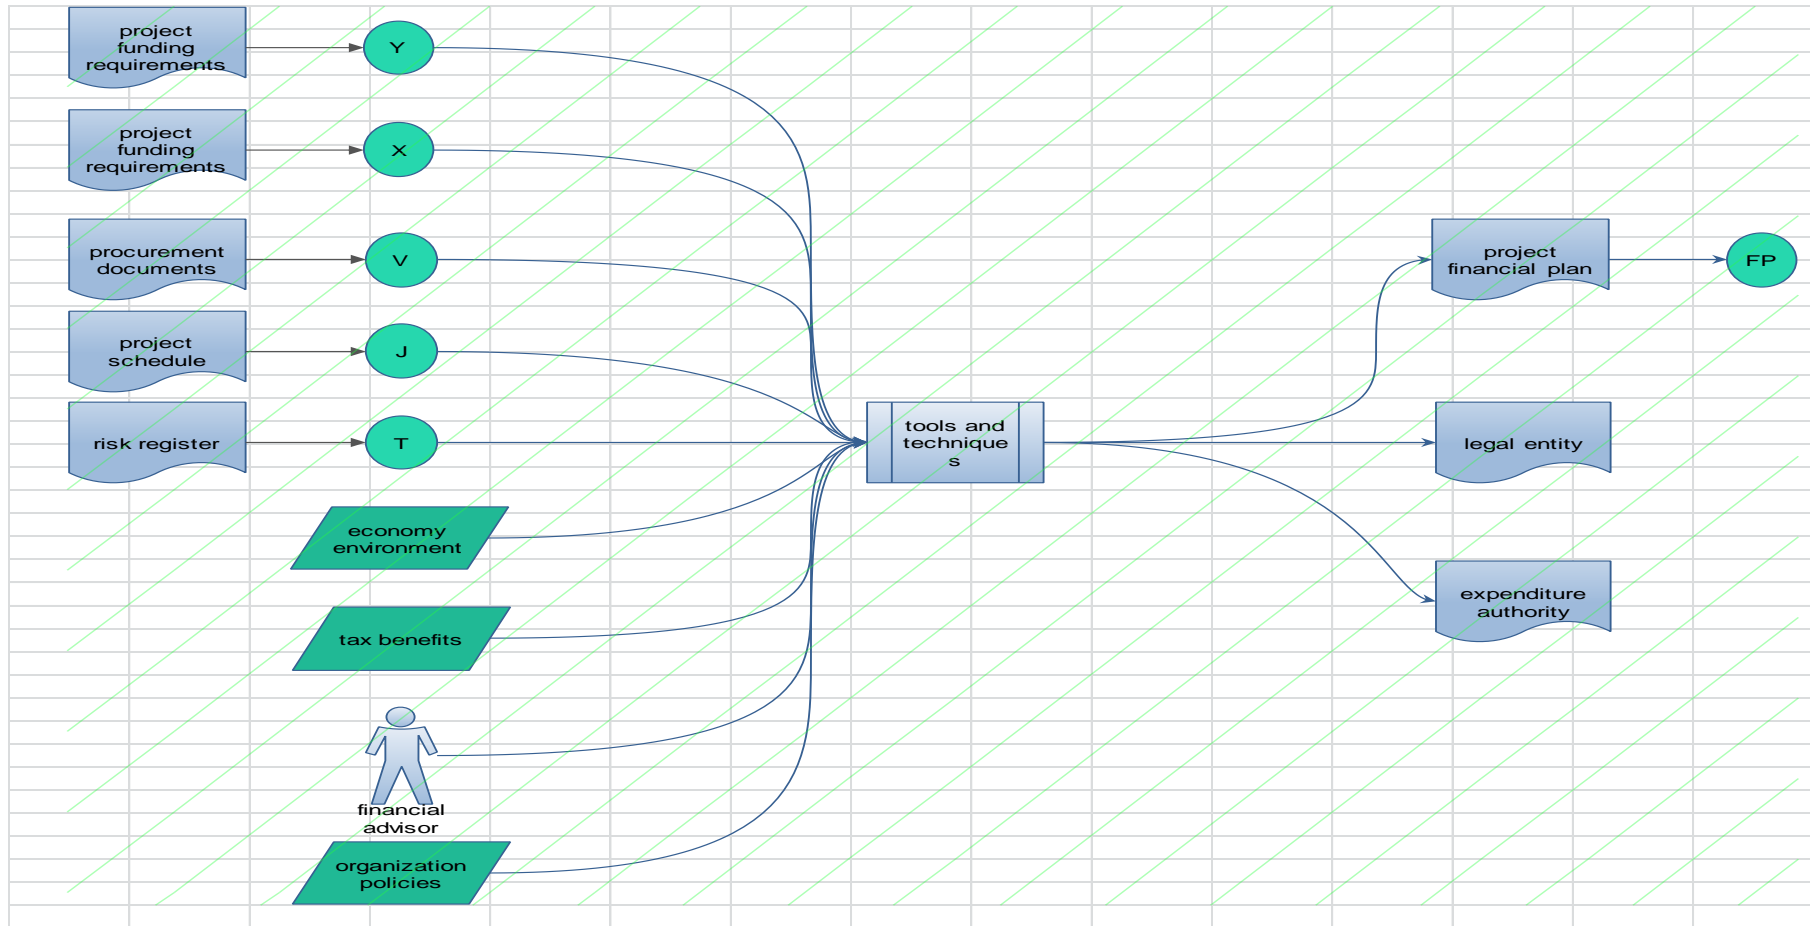 project
funding
requirements
Y
project
funding
requirements
X
procurement
documents
V
project
schedule
J
risk register
T
economy
environment
tax benefits
financial
advisor
organization
policies
tools and
technique
s
project
financial plan
FP
legal entity
expenditure
authority